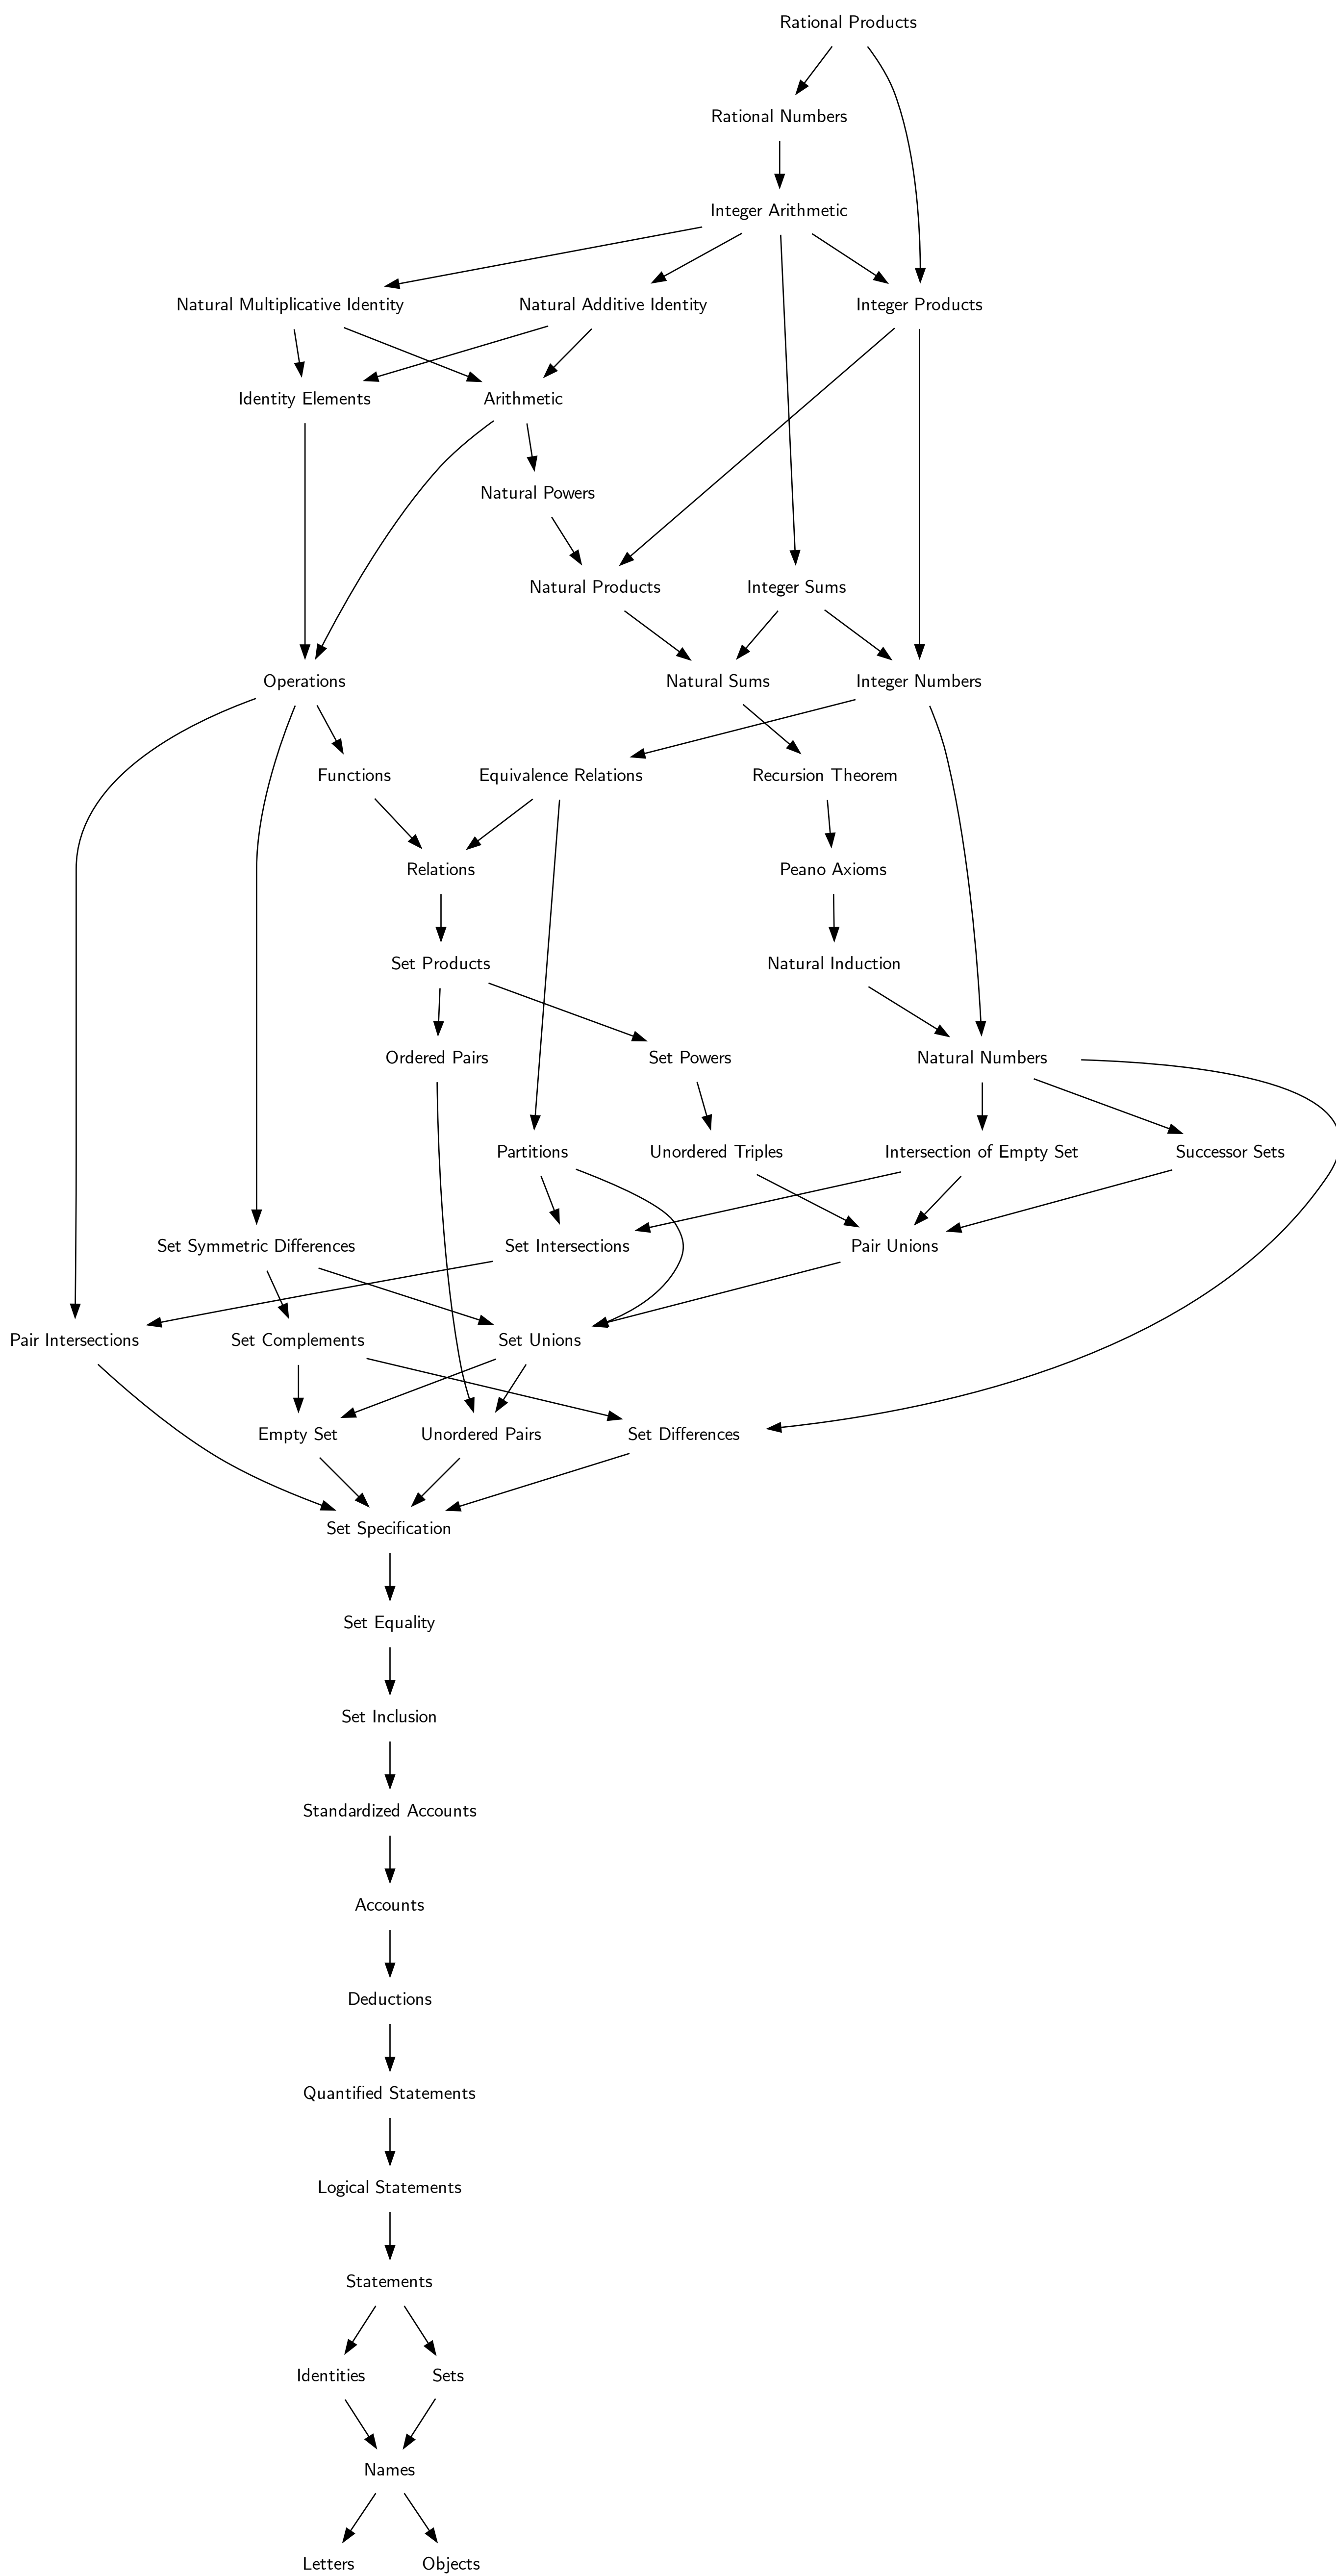 Rational Products
Rational Numbers
Integer Arithmetic
Natural Multiplicative Identity
Natural Additive Identity
Integer Products
Identity Elements
Arithmetic
Natural Powers
Natural Products
Integer Sums
Operations
Natural Sums
Integer Numbers
Functions
Equivalence Relations
Recursion Theorem
Relations
Peano Axioms
Set Products
Natural Induction
Ordered Pairs
Set Powers
Natural Numbers
Partitions
Unordered Triples
Intersection of Empty Set
Successor Sets
Set Symmetric Differences
Set Intersections
Pair Unions
Pair Intersections
Set Complements
Set Unions
Empty Set
Unordered Pairs
Set Differences
Set Specification
Set Equality
Set Inclusion
Standardized Accounts
Accounts
Deductions
Quantified Statements
Logical Statements
Statements
Identities
Sets
Names
Letters
Objects